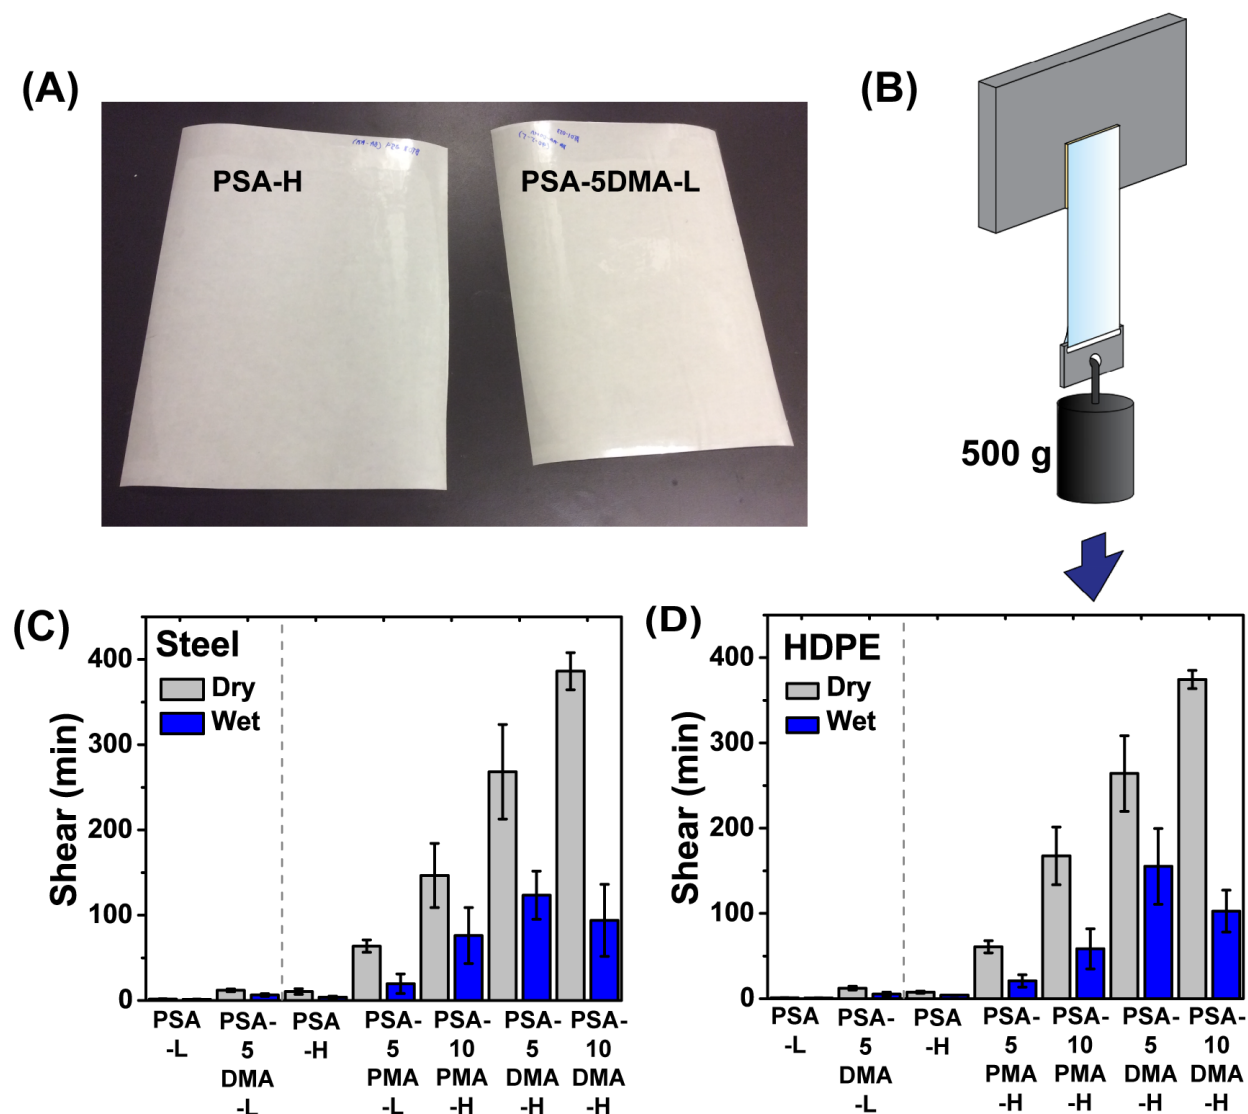 (A)
PSA-H
PSA-5DMA-L
(B)
500 g
(C)
Steel
Dry
Wet
Shear (min)
400
300
200
100
0
PSA
-L
PSA-
5
DMA
-L
PSA
-H
PSA-
5
PMA
-L
PSA-
10
PMA
-H
PSA-
5
DMA
-H
PSA-
10
DMA
-H
(D)
HDPE
Dry
Wet
Shear (min)
400
300
200
100
0
PSA
-L
PSA-
5
DMA
-L
PSA
-H
PSA-
5
PMA
-H
PSA-
10
PMA
-H
PSA-
5
DMA
-H
PSA-
10
DMA
-H